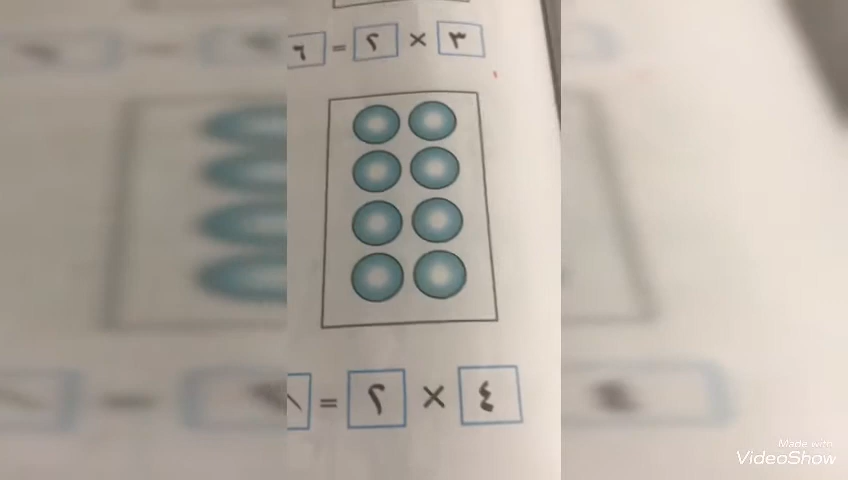 ٣ × ٢ = ٦
٤ × ٢ =
Made with
VideoShow